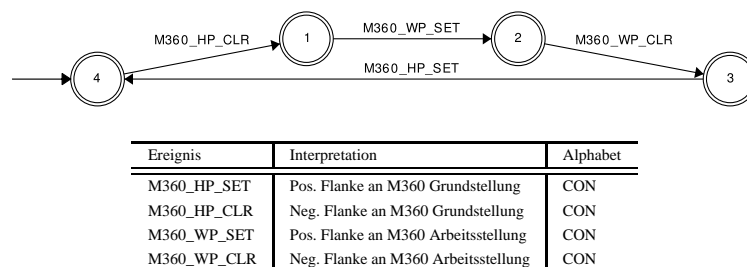 M360_HP_CLR
1
M360_WP_SET
2
M360_WP_CLR
4
M360_HP_SET
3
Ereignis Interpretation Alphabet
M360_HP_SET Pos. Flanke an M360 Grundstellung CON
M360_HP_CLR Neg. Flanke an M360 Grundstellung CON
M360_WP_SET Pos. Flanke an M360 Arbeitsstellung CON
M360_WP_CLR Neg. Flanke an M360 Arbeitsstellung CON